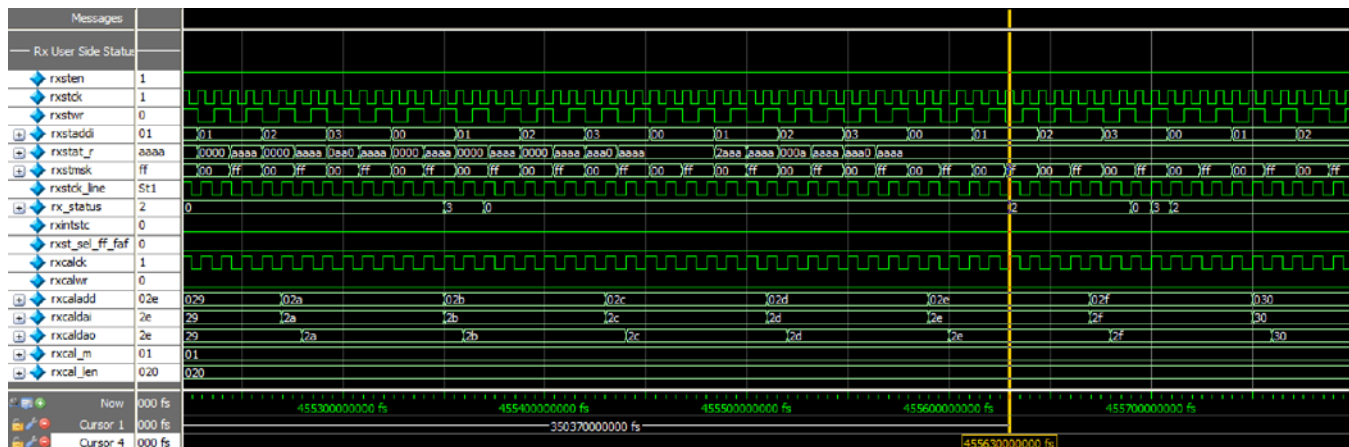 Messages
Rx User Side Status
rxsten 1
rxstck 1
rxstwr 0
rxstaddi 01 01 02 03 00 01 02 03 00 01 02 03 00 01 02 03 00 01 02
rxstat_r aaaa 0000 aaaa 0000 aaaa 0aa0 aaaa 0000 aaaa 0000 aaaa 0000 aaaa aaa0 aaaa 2aaa aaaa 000a aaaa aaa0 aaaa
rxstmsk ff 00 ff 00 ff 00 ff 00 ff 00 ff 00 ff 00 ff 00 ff 00 ff 00 ff 00 ff 00 ff 00 ff 00 ff 00 ff 00 ff 00 ff 00 ff
rxstck_line St1
rx_status 2 0 3 0 2 0 3 2
rxintstc 0
rxst_sel_ff_faf 0
rxcalck 1
rxcalwr 0
rxcaladd 02e 029 02a 02b 02c 02d 02e 02f 030
rxcaldai 2e 29 2a 2b 2c 2d 2e 2f 30
rxcaldao 2e 29 2a 2b 2c 2d 2e 2f 30
rxcal_m 01 01
rxcal_len 020 020
Now 000 fs 455300000000 fs 455400000000 fs 455500000000 fs 455600000000 fs 455700000000 fs
Cursor 1 000 fs 350370000000 fs
Cursor 4 000 fs 455630000000 fs